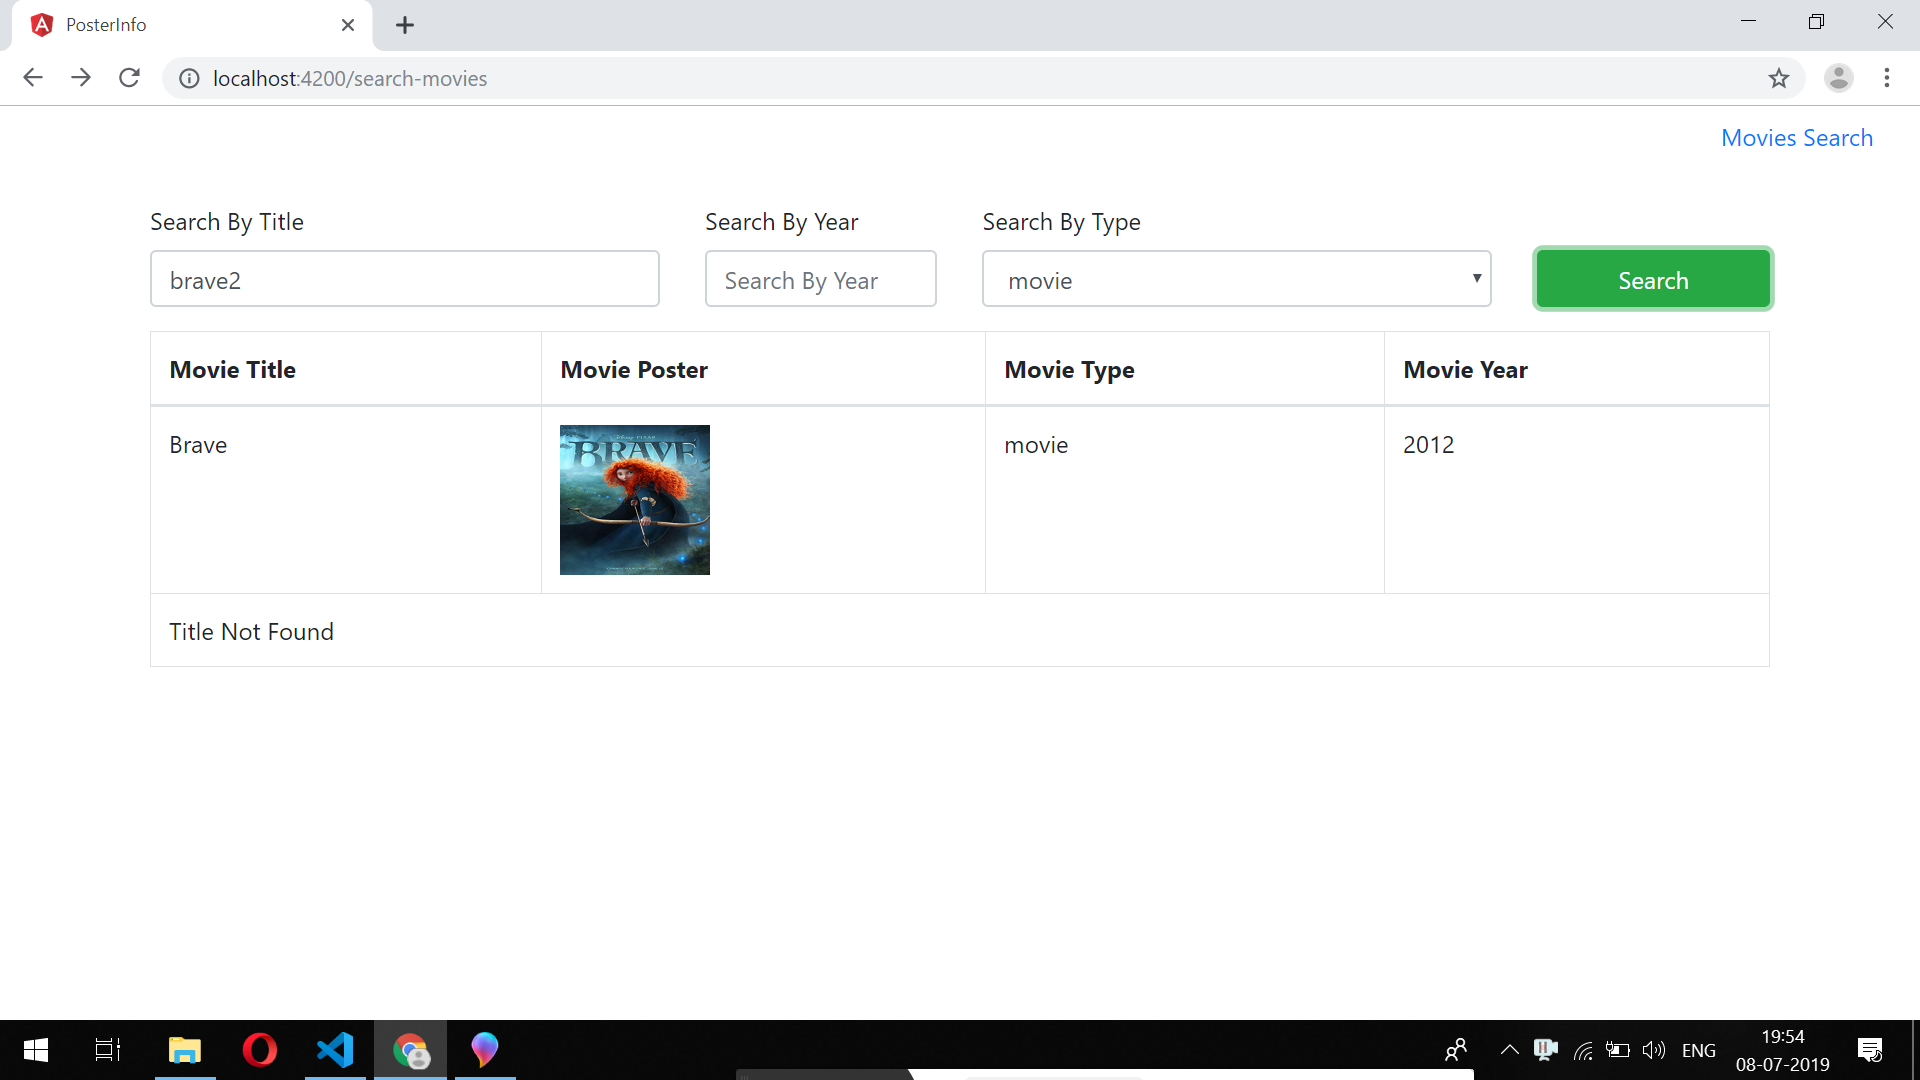 PosterInfo
localhost:4200/search-movies
Movies Search
Search By Title
Search By Year
Search By Type
brave2
Search By Year
movie
Search
Movie Title
Movie Poster
Movie Type
Movie Year
Brave
BRAVE
movie
2012
Title Not Found
ENG
19:54
08-07-2019